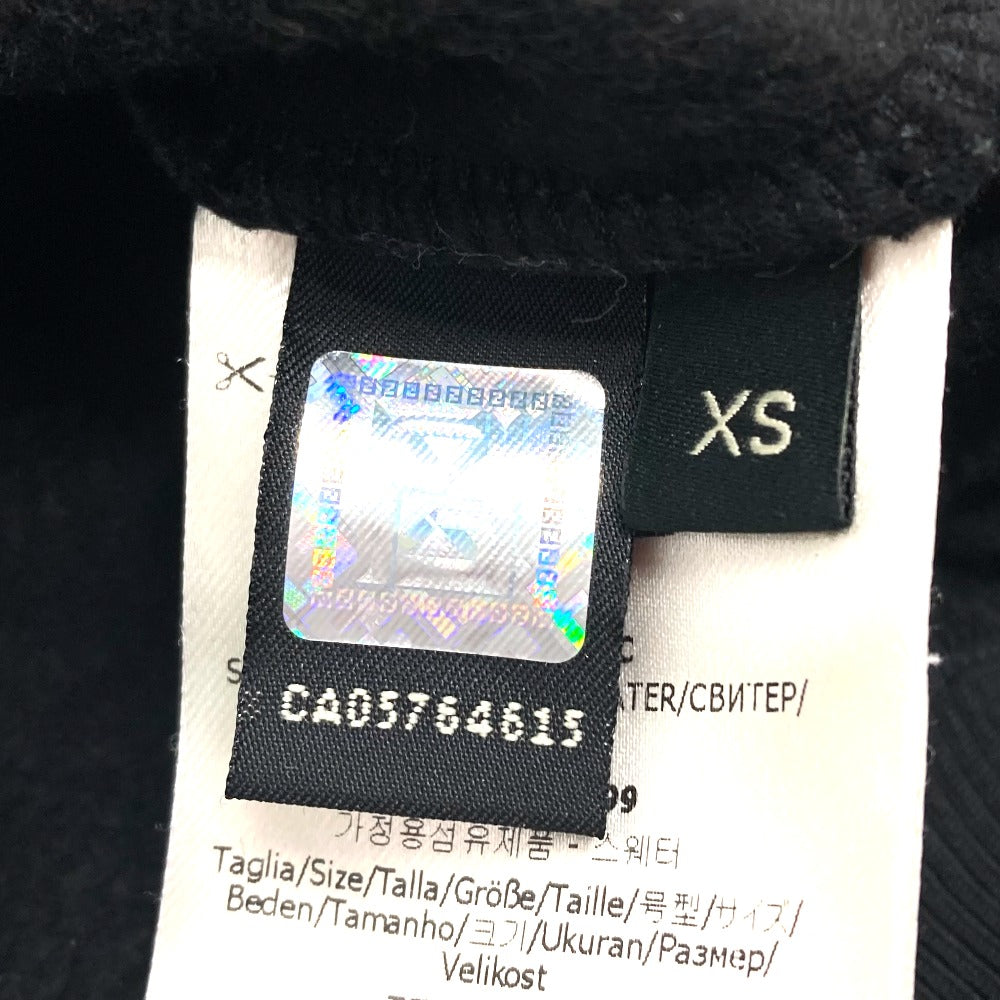 XS
C
S
ATER/СВИТЕР/
CA05764615
99
가정용섬유제품 - 스웨터
Taglia/Size/Talla/Größe/Taille/号型/サイズ/
Beden/Tamanho/크기/Ukuran/Размер/
Velikost